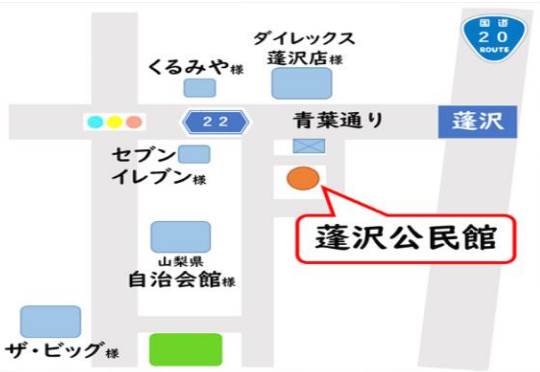 国道
20
ROUTE
ダイレックス
蓬沢店様
くるみや様
22
青葉通り
蓬沢
セブン
イレブン様
蓬沢公民館
山梨県
自治会館様
ザ・ビッグ様